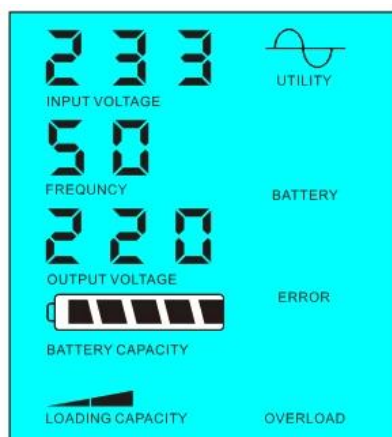 233
INPUT VOLTAGE
UTILITY
50
FREQUNCY
BATTERY
220
OUTPUT VOLTAGE
ERROR
BATTERY CAPACITY
LOADING CAPACITY
OVERLOAD